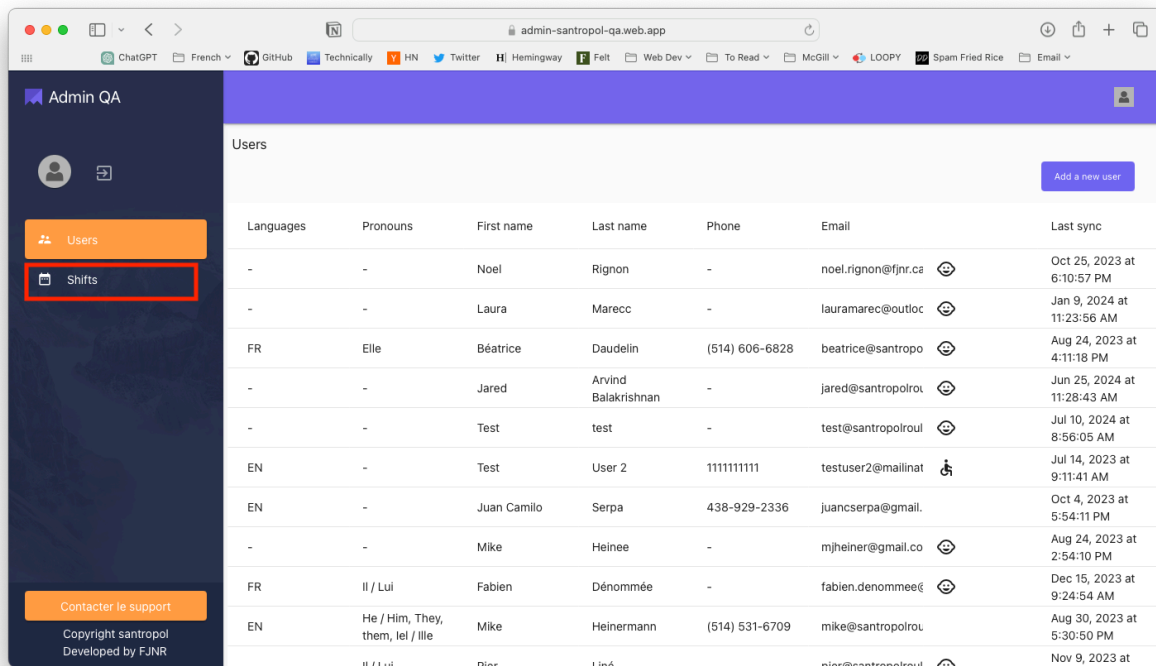 admin-santropol-qa.web.app
ChatGPT French GitHub Technically HN Twitter Hemingway Felt Web Dev To Read McGill LOOPY Spam Fried Rice Email
Admin QA
Users
Add a new user
Users
Shifts
Languages Pronouns First name Last name Phone Email Last sync
- - Noel Rignon - noel.rignon@fjnr.ca Oct 25, 2023 at
6:10:57 PM
- - Laura Marecc - lauramarec@outloc Jan 9, 2024 at
11:23:56 AM
FR Elle Béatrice Daudelin (514) 606-6828 beatrice@santropo Aug 24, 2023 at
4:11:18 PM
- - Jared Arvind
Balakrishnan - jared@santropolrou Jun 25, 2024 at
11:28:43 AM
- - Test test - test@santropolroul Jul 10, 2024 at
8:56:05 AM
EN - Test User 2 1111111111 testuser2@mailinat Jul 14, 2023 at
9:11:41 AM
EN - Juan Camilo Serpa 438-929-2336 juancserpa@gmail. Oct 4, 2023 at
5:54:11 PM
- - Mike Heinee - mjheiner@gmail.co Aug 24, 2023 at
2:54:10 PM
FR Il / Lui Fabien Dénommée - fabien.denommee@ Dec 15, 2023 at
9:24:54 AM
EN He / Him, They,
them, Iel / Ille Mike Heinermann (514) 531-6709 mike@santropolrou Aug 30, 2023 at
5:30:50 PM
Nov 9, 2023 at
Contacter le support
Copyright santropol
Developed by FJNR